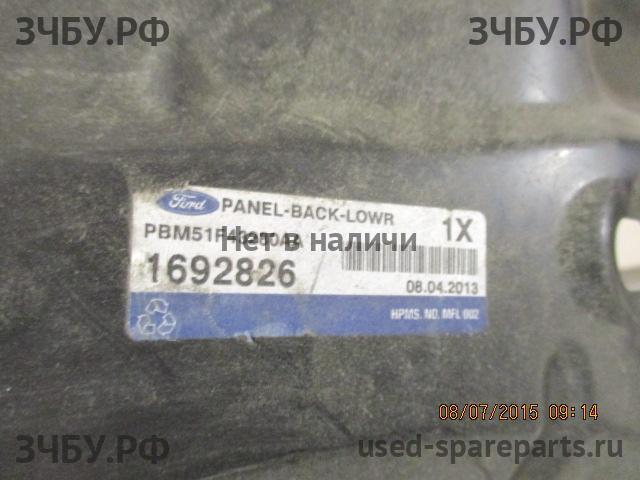 ЗЧБУ.РФ ЗЧБУ.РФ
Ford PANEL-BACK-LOWR 1X
Нет в наличи
1692826
08.04.2013
HPMS. ND. MFL 002
08/07/2015 09:14
ЗЧБУ.РФ used-spareparts.ru